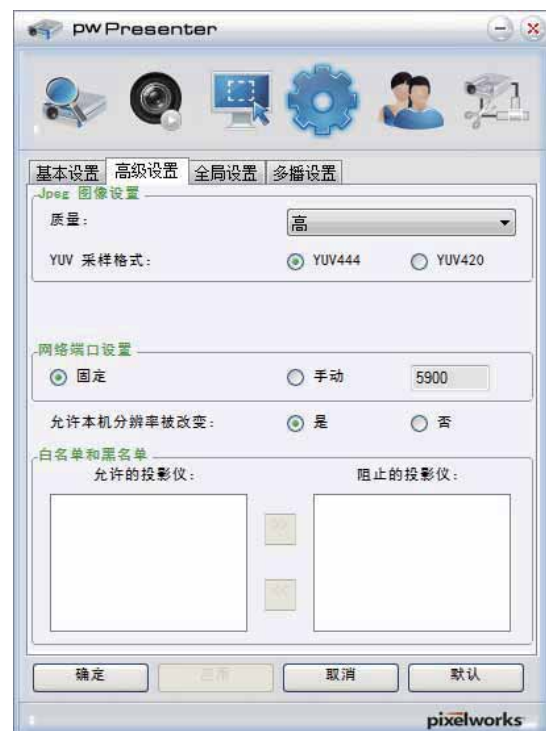 pwPresenter
基本设置 高级设置 全局设置 多播设置
Jpeg 图像设置
质量: 高
YUV 采样格式: YUV444 YUV420
网络端口设置
固定 手动 5900
允许本机分辨率被改变: 是 否
白名单和黑名单
允许的投影仪: 阻止的投影仪:
>>
<<
确定 应用 取消 默认
pixelworks